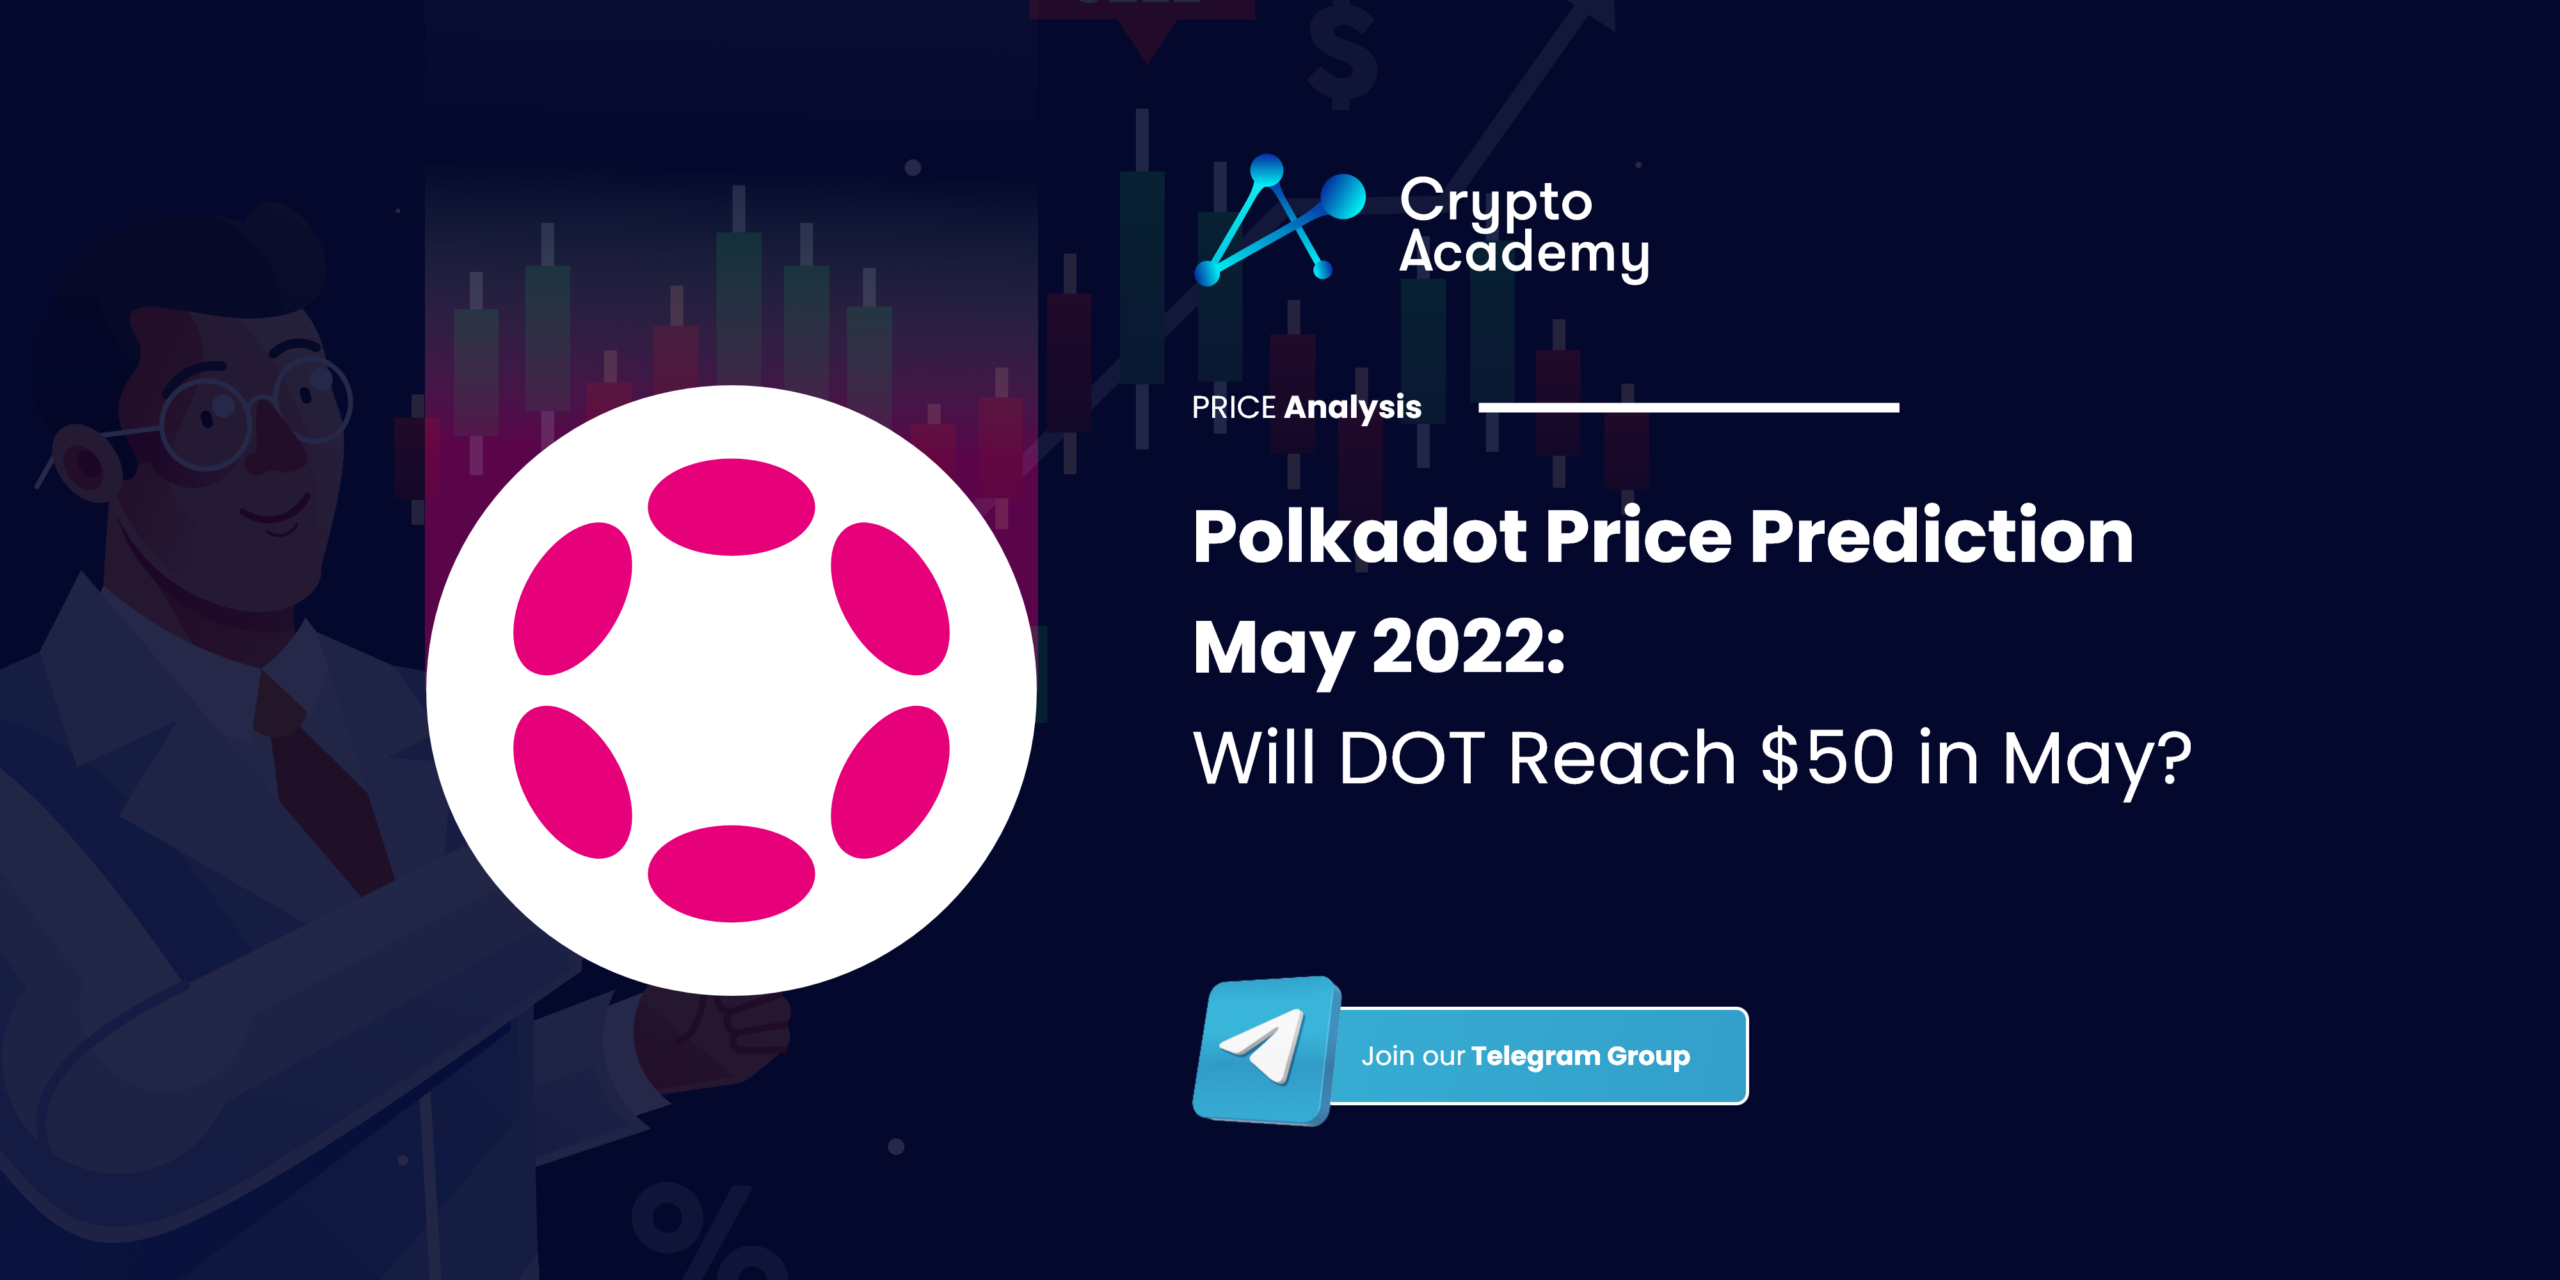 $
Crypto
Academy
PRICE Analysis
Polkadot Price Prediction
May 2022:
Will DOT Reach $50 in May?
Join our Telegram Group
%